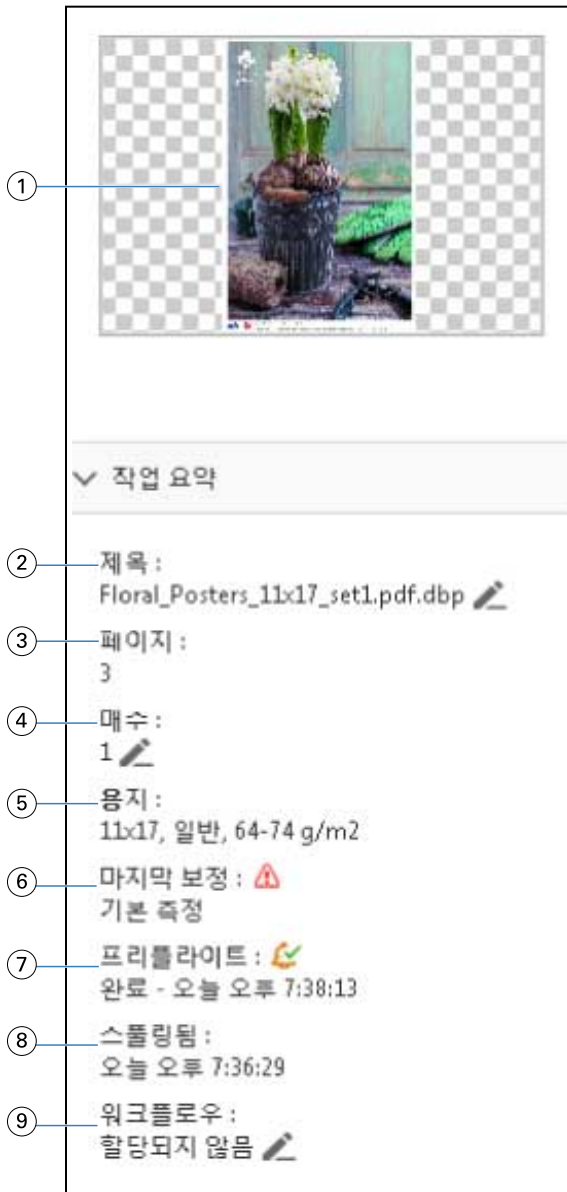 1
작업 요약
2
제목 :
Floral_Posters_11x17_set1.pdf.dbp
3
페이지 :
3
4
매수 :
1
5
용지 :
11x17, 일반, 64-74 g/m2
6
마지막 보정 :
기본 측정
7
프리플라이트 :
완료 - 오늘 오후 7:38:13
8
스풀링됨 :
오늘 오후 7:36:29
9
워크플로우 :
할당되지 않음